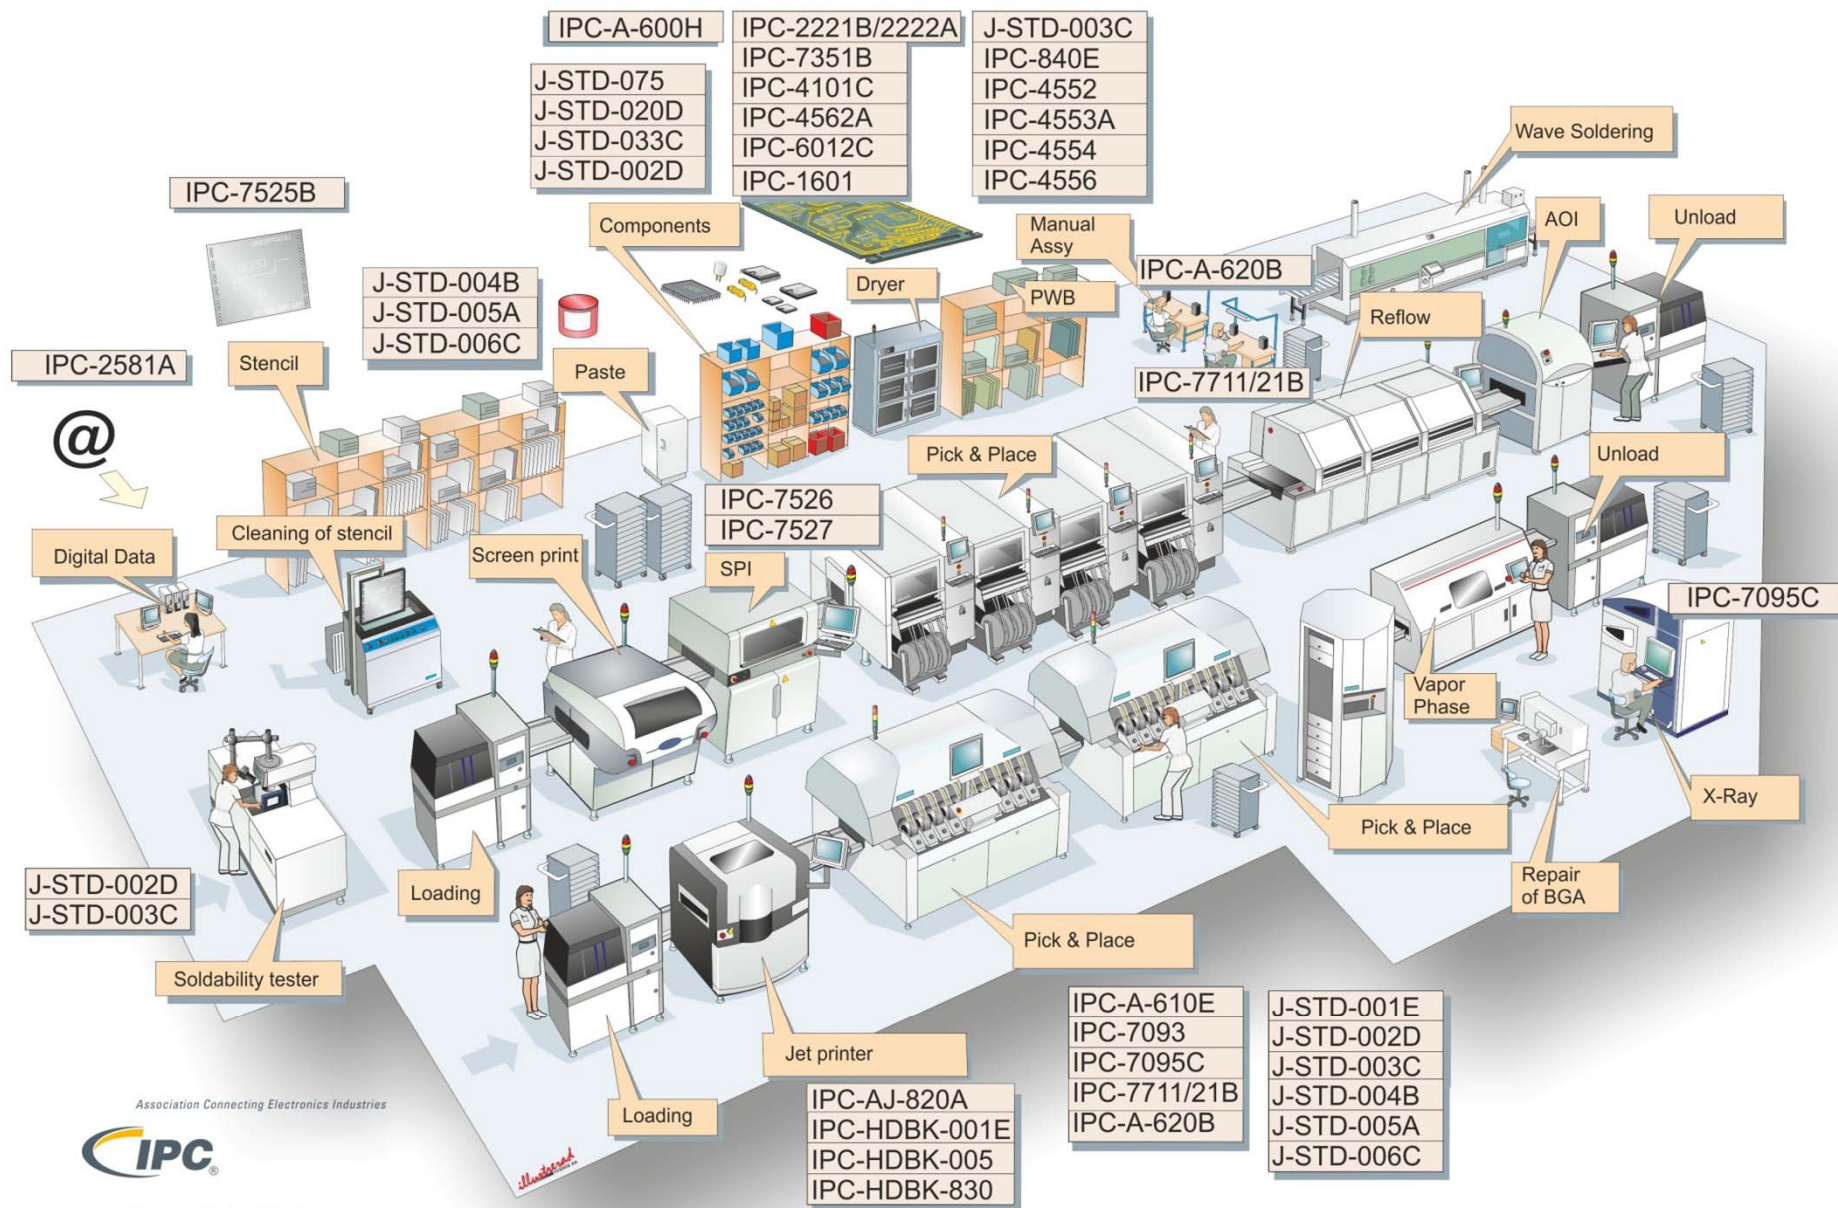 IPC-A-600H
IPC-2221B/2222A
IPC-7351B
IPC-4101C
IPC-4562A
IPC-6012C
IPC-1601
J-STD-003C
IPC-840E
IPC-4552
IPC-4553A
IPC-4554
IPC-4556
J-STD-075
J-STD-020D
J-STD-033C
J-STD-002D
Wave Soldering
IPC-7525B
Components
Manual
Assy
AOI
Unload
J-STD-004B
J-STD-005A
J-STD-006C
Dryer
PWB
IPC-A-620B
Reflow
IPC-2581A
Stencil
Paste
IPC-7711/21B
@
Pick & Place
Unload
IPC-7526
IPC-7527
Digital Data
Cleaning of stencil
Screen print
SPI
IPC-7095C
Vapor
Phase
X-Ray
Pick & Place
J-STD-002D
J-STD-003C
Loading
Repair
of BGA
Pick & Place
Soldability tester
IPC-A-610E
IPC-7093
IPC-7095C
IPC-7711/21B
IPC-A-620B
J-STD-001E
J-STD-002D
J-STD-003C
J-STD-004B
J-STD-005A
J-STD-006C
Jet printer
Loading
IPC-AJ-820A
IPC-HDBK-001E
IPC-HDBK-005
IPC-HDBK-830
Association Connecting Electronics Industries
IPC®